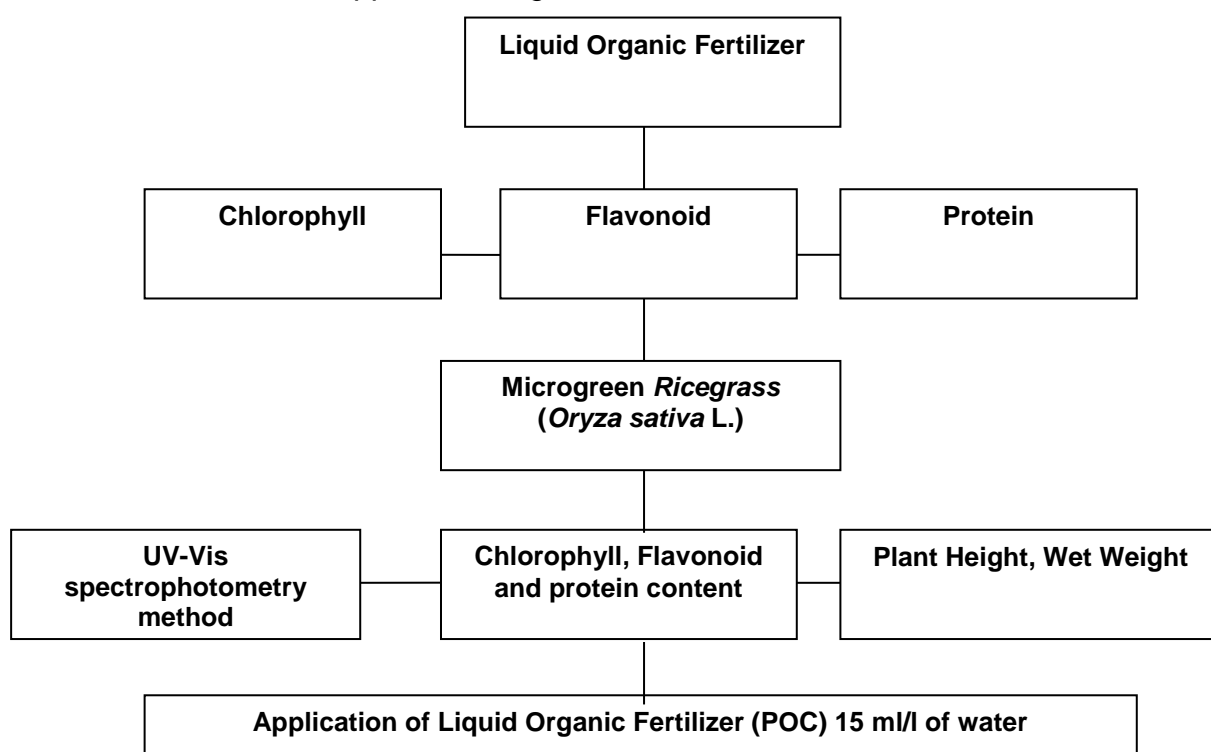 Liquid Organic Fertilizer
Chlorophyll
Flavonoid
Protein
Microgreen Ricegrass
(Oryza sativa L.)
UV-Vis
spectrophotometry
method
Chlorophyll, Flavonoid
and protein content
Plant Height, Wet Weight
Application of Liquid Organic Fertilizer (POC) 15 ml/l of water